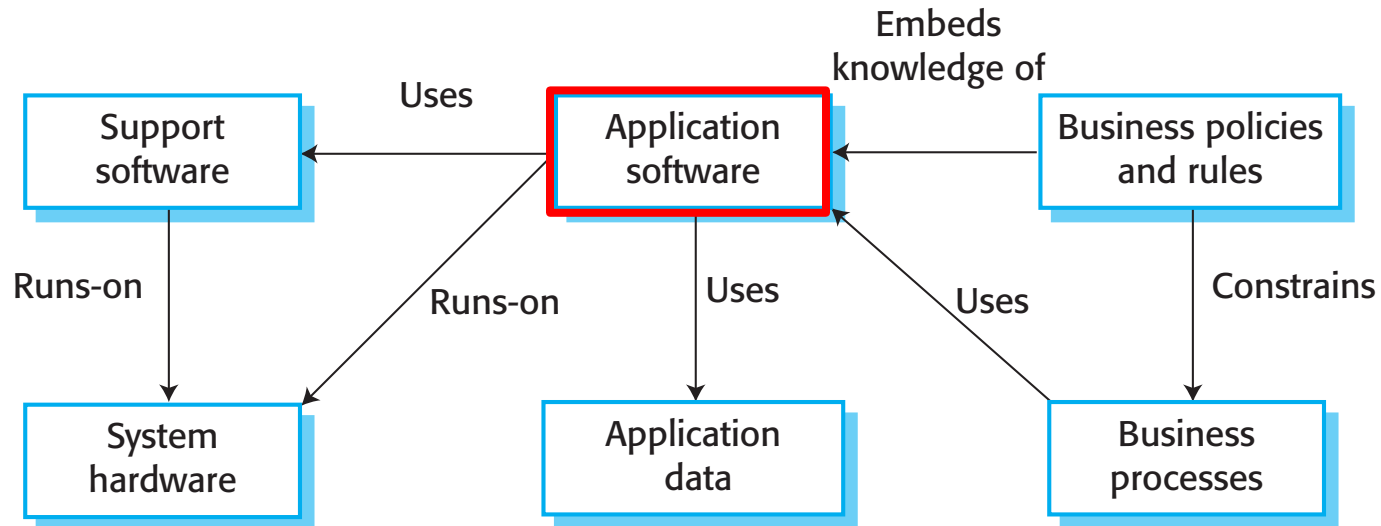 Embeds
knowledge of
Uses
Support
software
Application
software
Business policies
and rules
Runs-on
Runs-on
Uses
Uses
Constrains
System
hardware
Application
data
Business
processes